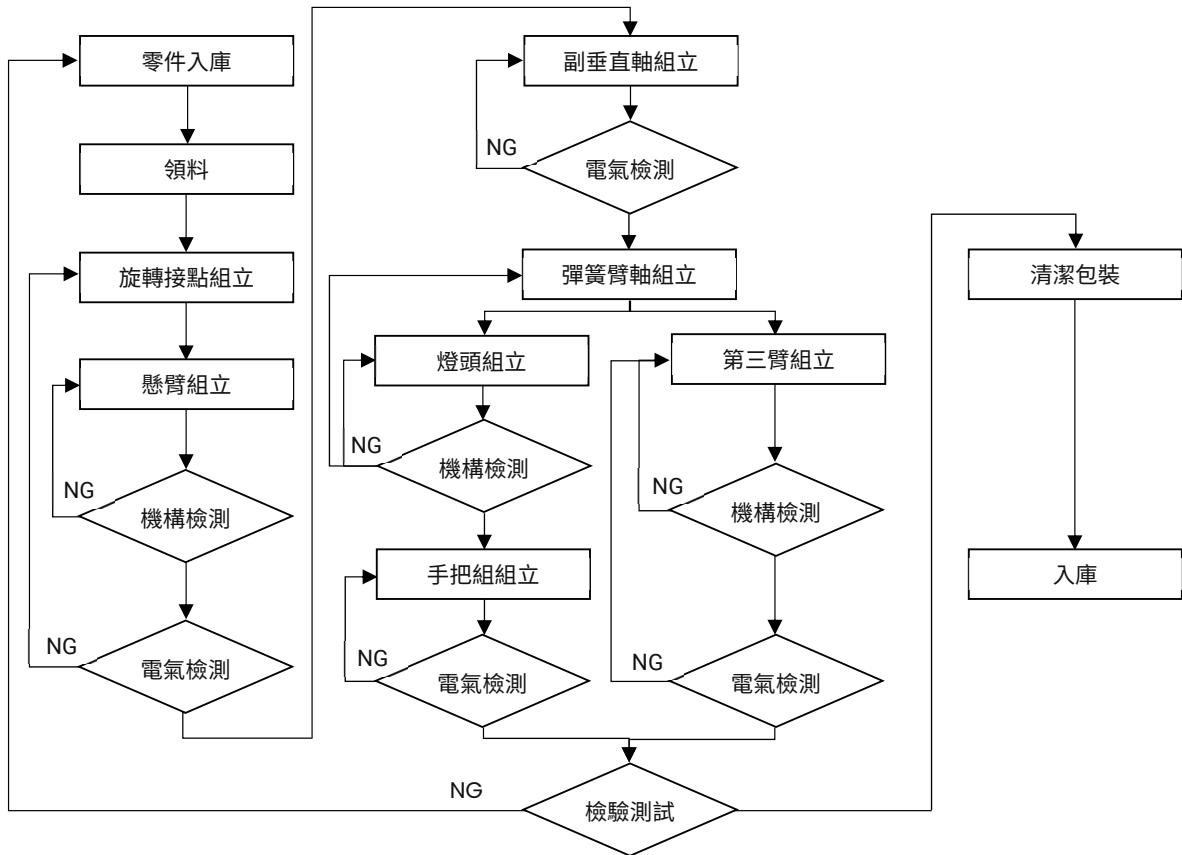 零件入庫
領料
旋轉接點組立
懸臂組立
NG
機構檢測
NG
電氣檢測
副垂直軸組立
NG
電氣檢測
彈簧臂軸組立
燈頭組立
NG
機構檢測
手把組組立
NG
電氣檢測
第三臂組立
NG
機構檢測
NG
電氣檢測
NG
檢驗測試
清潔包裝
入庫